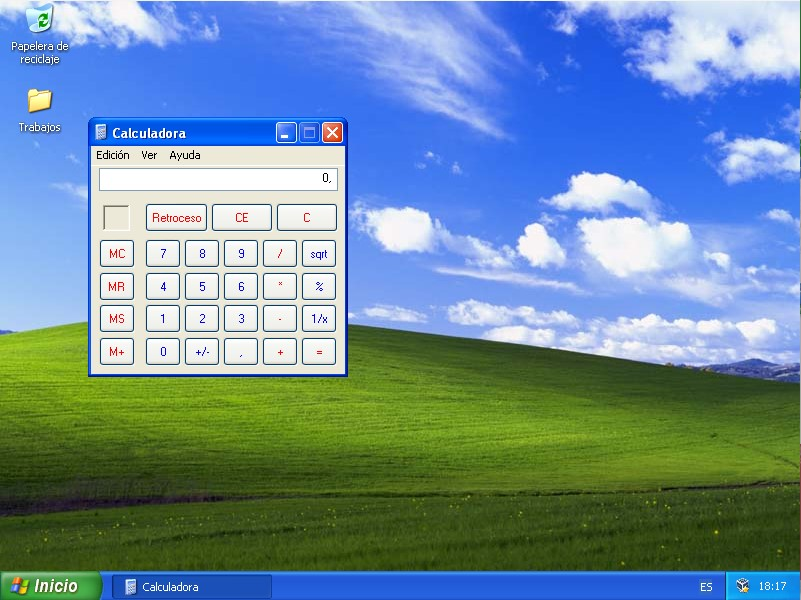 Papelera de
reciclaje
Trabajos
Calculadora
Edición Ver Ayuda
0,
Retroceso CE C
MC 7 8 9 / sqrt
MR 4 5 6 * %
MS 1 2 3 - 1/x
M+ 0 +/- , + =
Inicio Calculadora ES 18:17